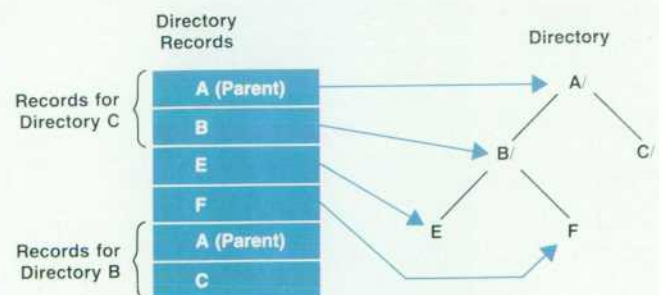 Directory
Records
Directory
Records for
Directory C
A (Parent)
B
E
F
Records for
Directory B
A (Parent)
C
A/
B/
C/
E
F